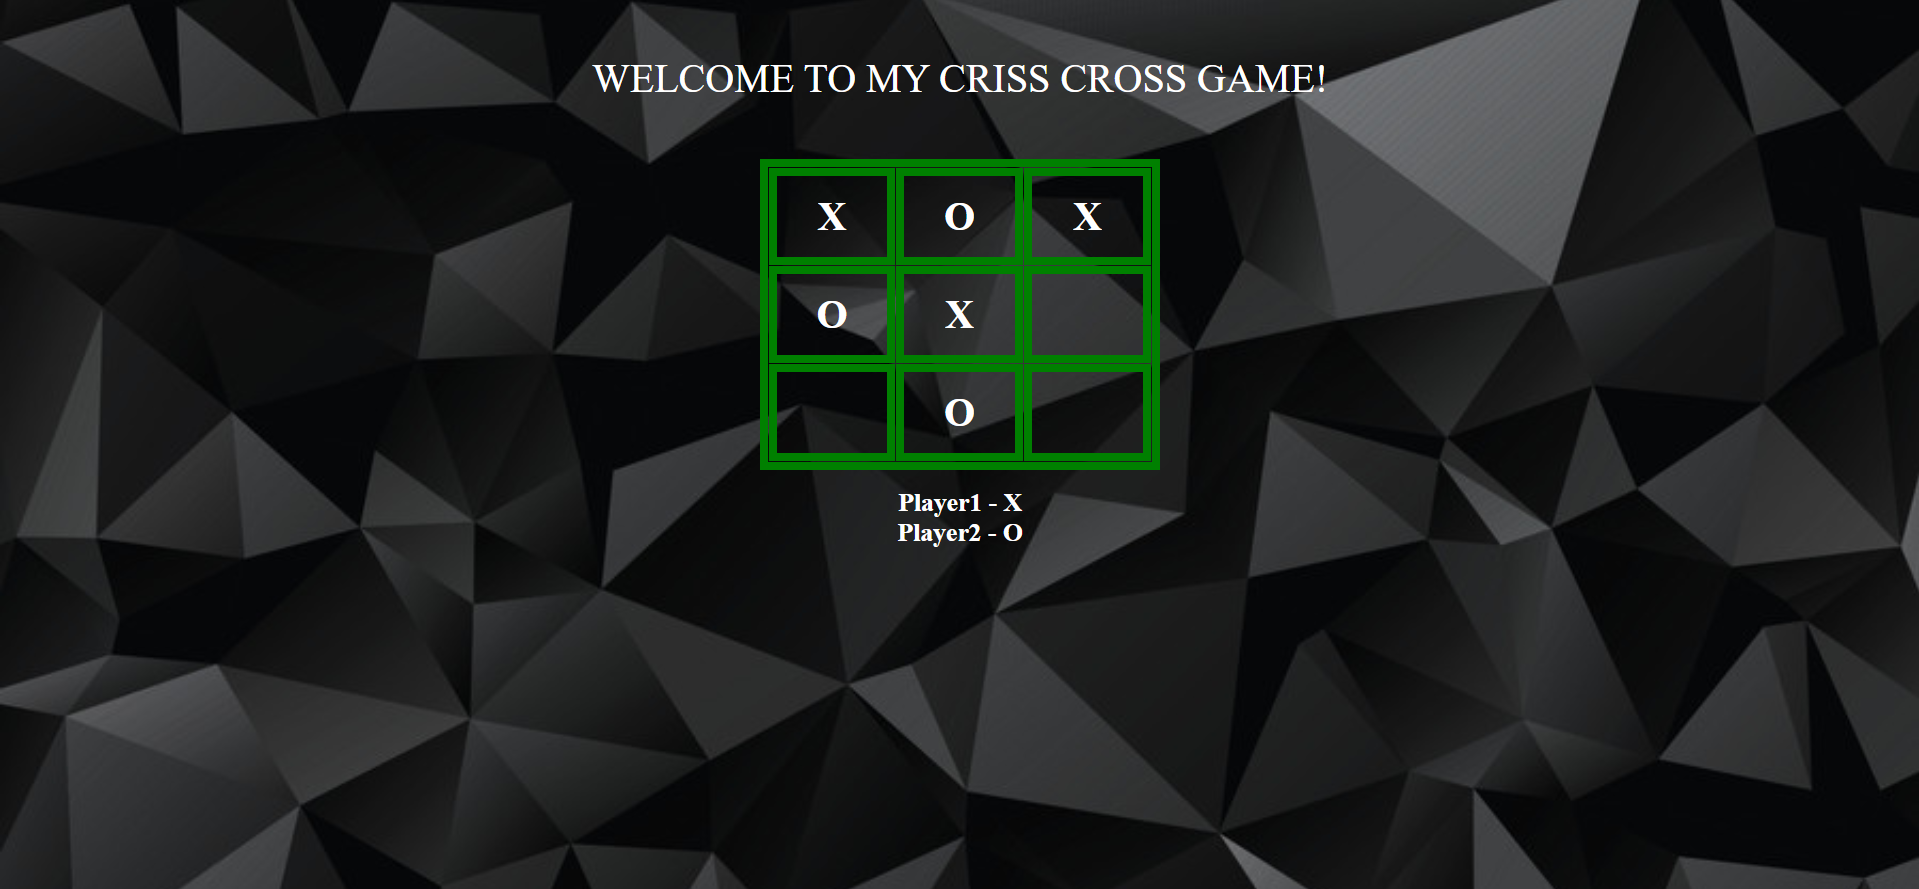 WELCOME TO MY CRISS CROSS GAME!
X O X
O X
O
Player1 - X
Player2 - O